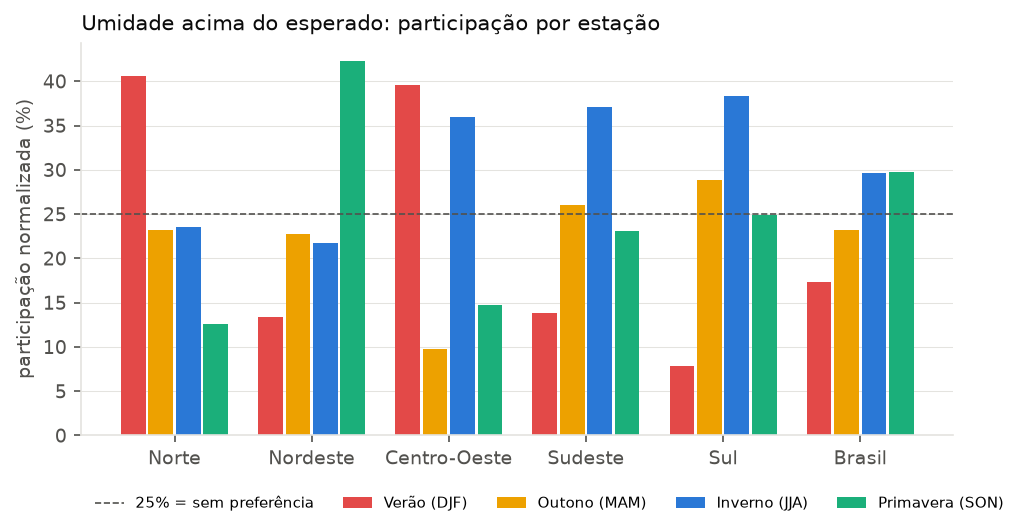 Umidade acima do esperado: participação por estação
participação normalizada (%)
40
35
30
25
20
15
10
5
0
Norte
Nordeste
Centro-Oeste
Sudeste
Sul
Brasil
25% = sem preferência
Verão (DJF)
Outono (MAM)
Inverno (JJA)
Primavera (SON)